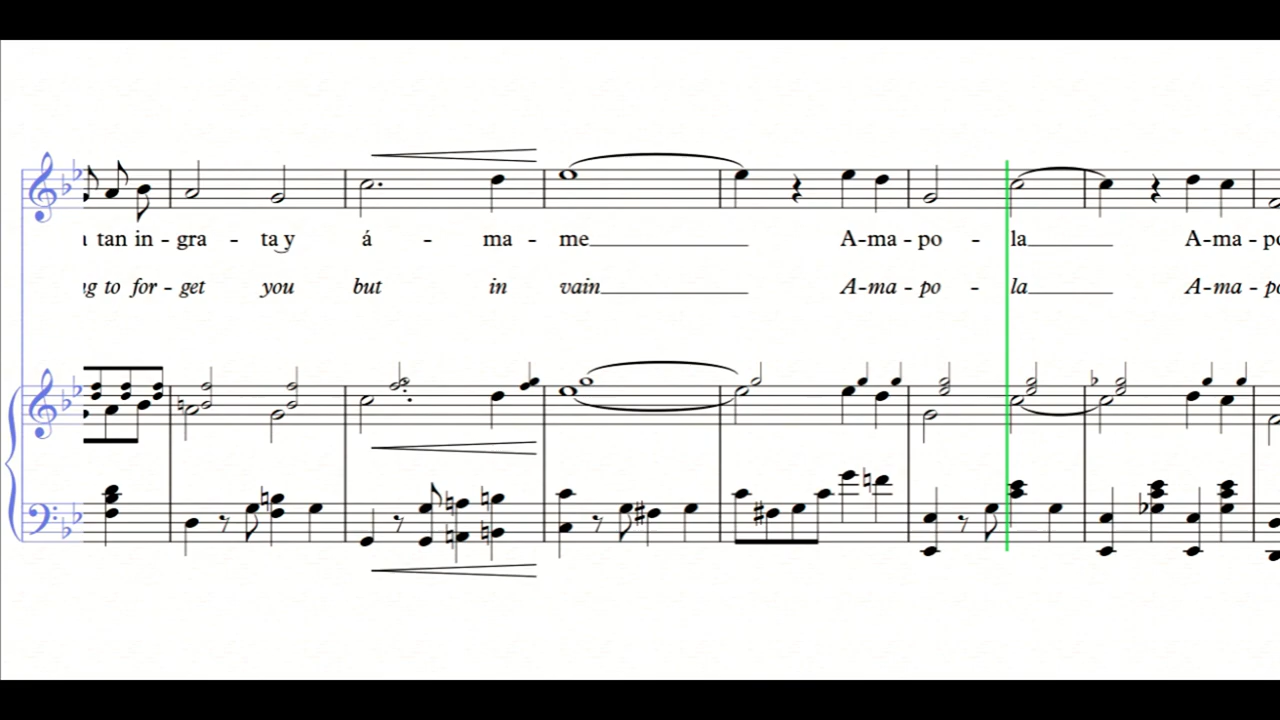 tan in - gra - ta y á - ma - me A-ma - po - la A-ma - po
to for - get you but in vain A-ma - po - la A-ma - po